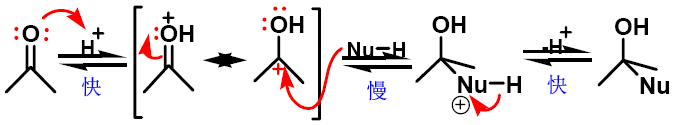 O H+ 快
+OH OH +
Nu-H 慢
OH Nu-H +
-H+ 快
OH Nu